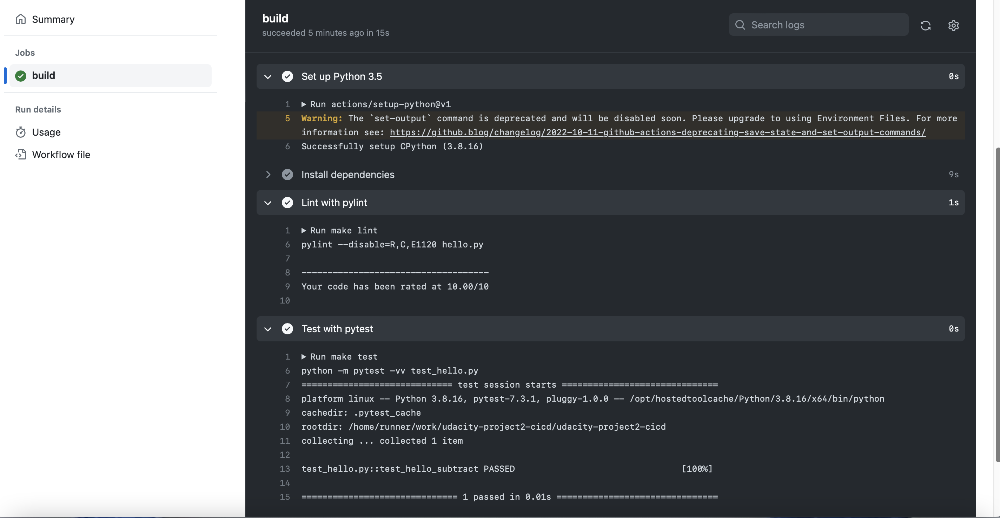 Summary
Jobs
build
Run details
Usage
Workflow file
build
succeeded 5 minutes ago in 15s
Search logs
Set up Python 3.5 0s
1 ▶ Run actions/setup-python@v1
5 Warning: The `set-output` command is deprecated and will be disabled soon. Please upgrade to using Environment Files. For more
information see: https://github.blog/changelog/2022-10-11-github-actions-deprecating-save-state-and-set-output-commands/
6 Successfully setup CPython (3.8.16)
Install dependencies 9s
Lint with pylint 1s
1 ▶ Run make lint
6 pylint --disable=R,C,E1120 hello.py
7
8 ------------------------------------
9 Your code has been rated at 10.00/10
10
Test with pytest 0s
1 ▶ Run make test
6 python -m pytest -vv test_hello.py
7 ============================= test session starts ==============================
8 platform linux -- Python 3.8.16, pytest-7.3.1, pluggy-1.0.0 -- /opt/hostedtoolcache/Python/3.8.16/x64/bin/python
9 cachedir: .pytest_cache
10 rootdir: /home/runner/work/udacity-project2-cicd/udacity-project2-cicd
11 collecting ... collected 1 item
12
13 test_hello.py::test_hello_subtract PASSED [100%]
14
15 ============================== 1 passed in 0.01s ===============================